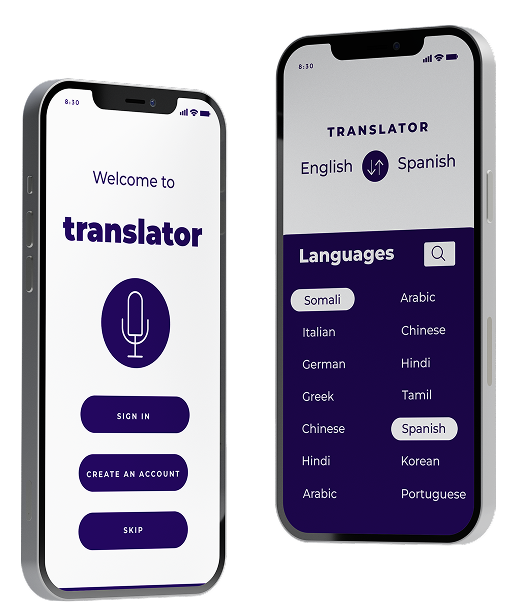 8:30
Welcome to
translator
SIGN IN
CREATE AN ACCOUNT
SKIP
8:30
TRANSLATOR
English Spanish
Languages
Somali Arabic
Italian Chinese
German Hindi
Greek Tamil
Chinese Spanish
Hindi Korean
Arabic Portuguese